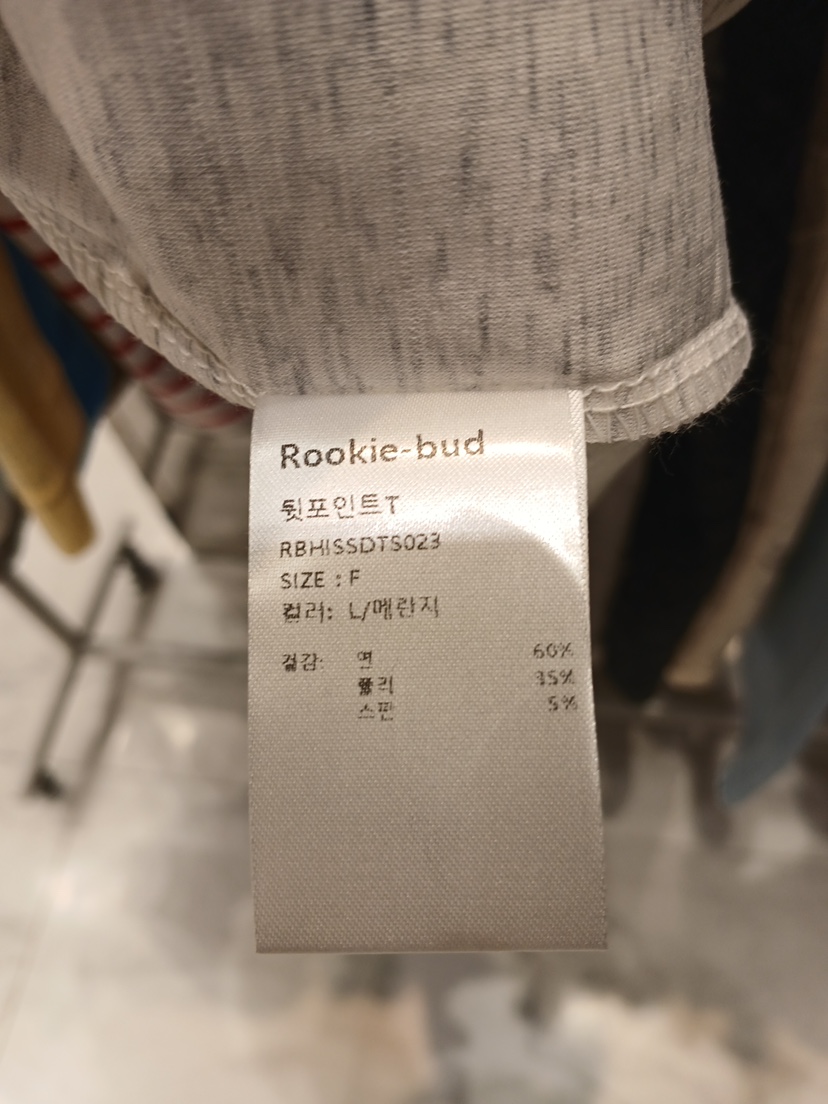 Rookie-bud
뒷포인트T
RBHISSDTS023
SIZE : F
컬러: L/메란지
겉감: 면 60%
폴리 35%
스판 5%